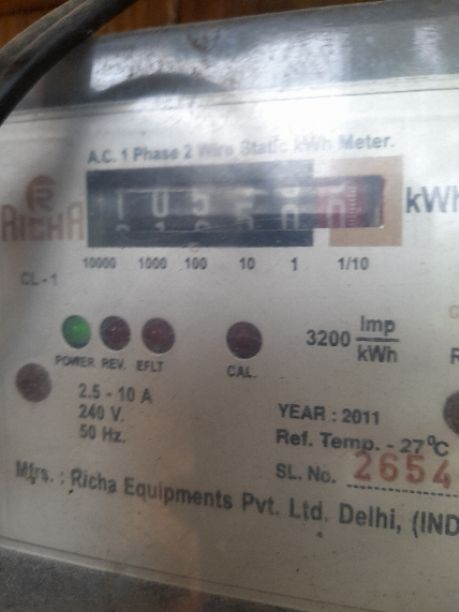 A.C. 1 Phase 2 Wire Static kWh Meter.
RICHA
kWh
10000 1000 100 10 1 1/10
CL - 1
POWER REV. EFLT
CAL.
3200 Imp
kWh
2.5 - 10 A
240 V.
50 Hz.
YEAR : 2011
Ref. Temp. - 27°C
SL. No. 2654
Mfrs. : Richa Equipments Pvt. Ltd. Delhi, (IND